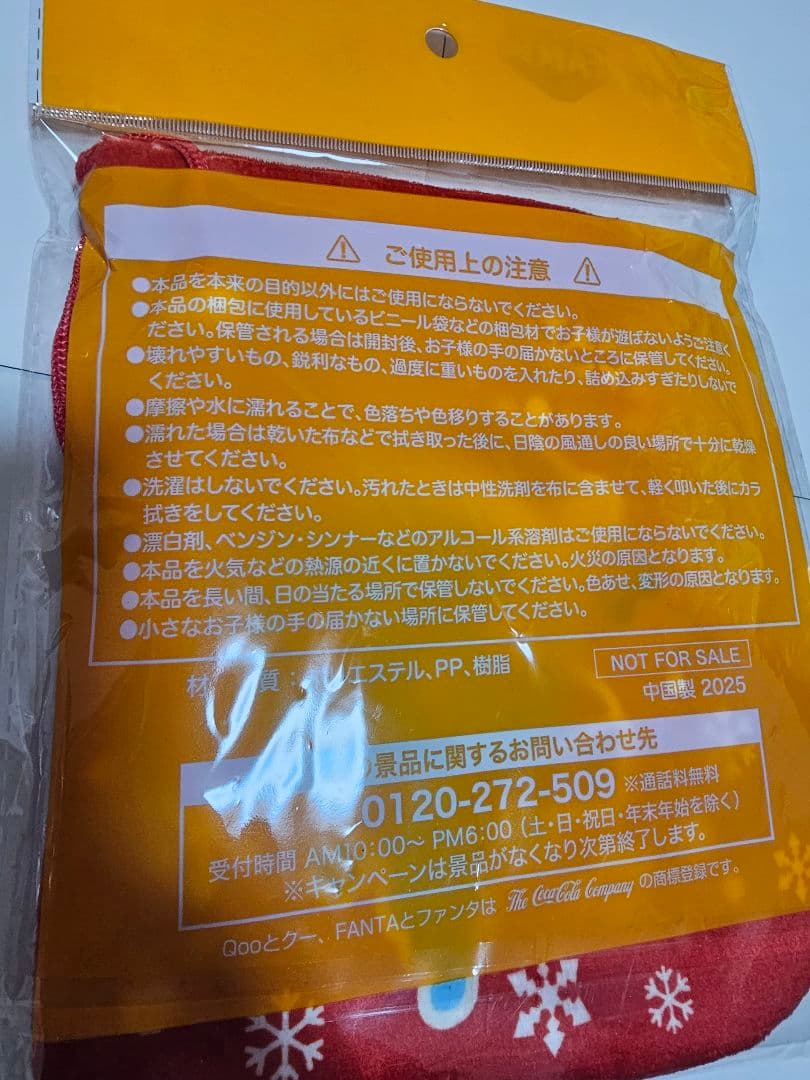 ご使用上の注意
●本品を本来の目的以外にはご使用にならないでください。
●本品の梱包に使用しているビニール袋などの梱包材でお子様が遊ばないようご注意く
ださい。保管される場合は開封後、お子様の手の届かないところに保管してください。
●壊れやすいもの、鋭利なもの、過度に重いものを入れたり、詰め込みすぎたりしないで
ください。
●摩擦や水に濡れることで、色落ちや色移りすることがあります。
●濡れた場合は乾いた布などで拭き取った後に、日陰の風通しの良い場所で十分に乾燥
させてください。
●洗濯はしないでください。汚れたときは中性洗剤を布に含ませて、軽く叩いた後にカラ
拭きをしてください。
●漂白剤、ベンジン・シンナーなどのアルコール系溶剤はご使用にならないでください。
●本品を火気などの熱源の近くに置かないでください。火災の原因となります。
●本品を長い間、日の当たる場所で保管しないでください。色あせ、変形の原因となります。
●小さなお子様の手の届かない場所に保管してください。
材 質：エステル、PP、樹脂
NOT FOR SALE
中国製 2025
景品に関するお問い合わせ先
0120-272-509 ※通話料無料
受付時間 AM10:00～ PM6:00（土・日・祝日・年末年始を除く）
※キャンペーンは景品がなくなり次第終了します。
Qooとクー、FANTAとファンタは The Coca-Cola Company の商標登録です。